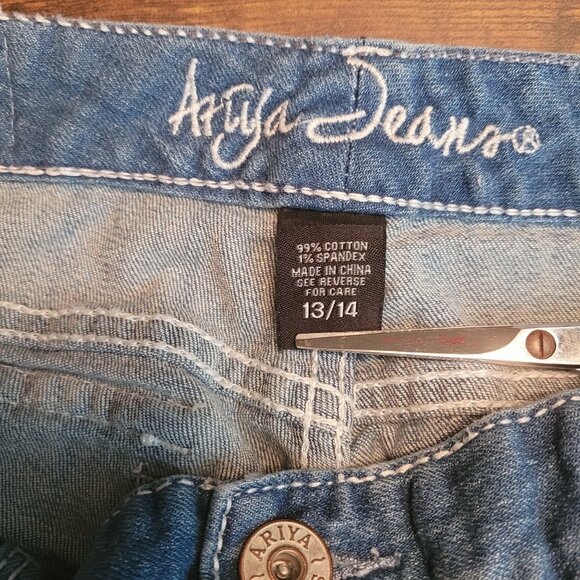 Ariya Jeans®
99% COTTON
1% SPANDEX
MADE IN CHINA
SEE REVERSE
FOR CARE
13/14
ARIYA